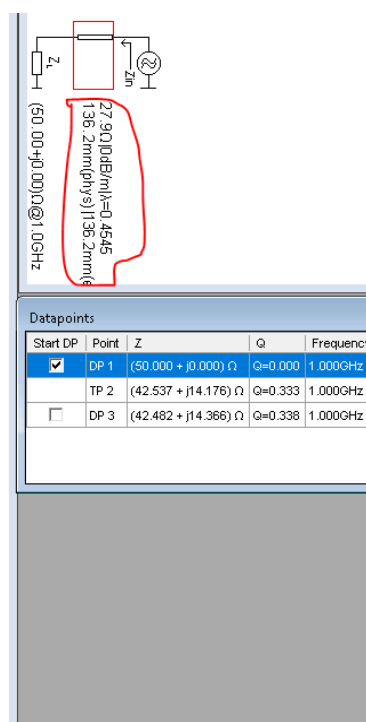 Z_L
Zin
27.9Ω|0dB/m|λ=0.4545
136.2mm(phys)|136.2mm(e
(50.00+j0.00)Ω@1.0GHz
Datapoints
Start DP Point Z Q Frequency
DP 1 (50.000 + j0.000) Ω Q=0.000 1.000GHz
TP 2 (42.537 + j14.176) Ω Q=0.333 1.000GHz
DP 3 (42.482 + j14.366) Ω Q=0.338 1.000GHz